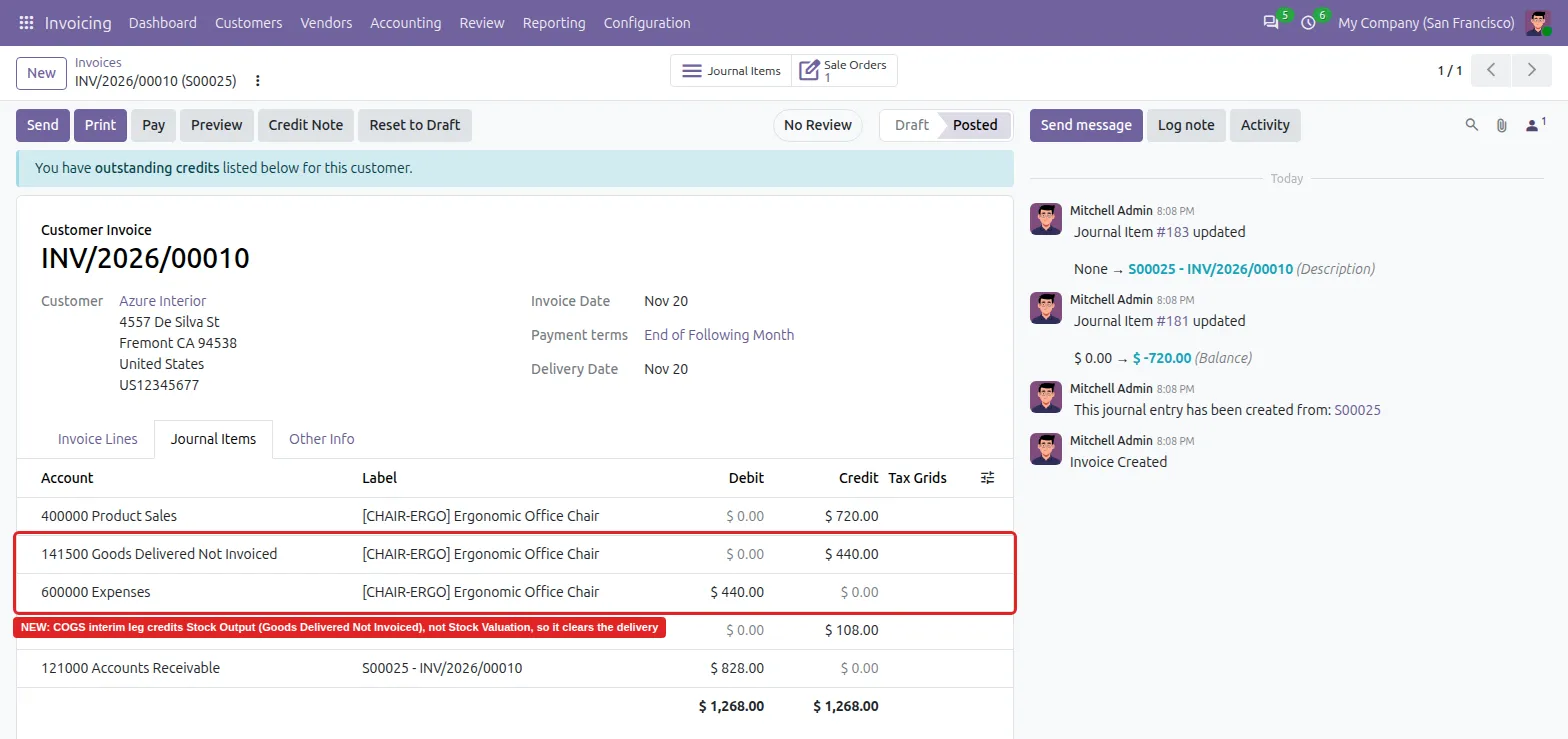 Invoicing Dashboard Customers Vendors Accounting Review Reporting Configuration 5 6 My Company (San Francisco)
New Invoices
INV/2026/00010 (S00025)
Journal Items Sale Orders
1
1 / 1
Send Print Pay Preview Credit Note Reset to Draft No Review Draft Posted
Send message Log note Activity 1
You have outstanding credits listed below for this customer.
Customer Invoice
INV/2026/00010
Customer Azure Interior
4557 De Silva St
Fremont CA 94538
United States
US12345677
Invoice Date Nov 20
Payment terms End of Following Month
Delivery Date Nov 20
Invoice Lines Journal Items Other Info
Account Label Debit Credit Tax Grids
400000 Product Sales [CHAIR-ERGO] Ergonomic Office Chair $ 0.00 $ 720.00
141500 Goods Delivered Not Invoiced [CHAIR-ERGO] Ergonomic Office Chair $ 0.00 $ 440.00
600000 Expenses [CHAIR-ERGO] Ergonomic Office Chair $ 440.00 $ 0.00
NEW: COGS interim leg credits Stock Output (Goods Delivered Not Invoiced), not Stock Valuation, so it clears the delivery $ 0.00 $ 108.00
121000 Accounts Receivable S00025 - INV/2026/00010 $ 828.00 $ 0.00
$ 1,268.00 $ 1,268.00
Today
Mitchell Admin 8:08 PM
Journal Item #183 updated
None → S00025 - INV/2026/00010 (Description)
Mitchell Admin 8:08 PM
Journal Item #181 updated
$ 0.00 → $ -720.00 (Balance)
Mitchell Admin 8:08 PM
This journal entry has been created from: S00025
Mitchell Admin 8:08 PM
Invoice Created